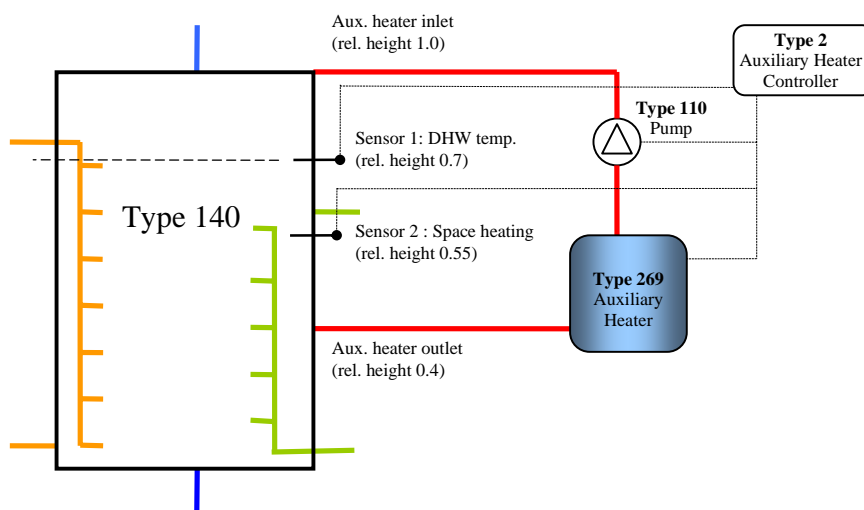 Aux. heater inlet
(rel. height 1.0)
Type 2
Auxiliary Heater
Controller
Type 110
Pump
Sensor 1: DHW temp.
(rel. height 0.7)
Type 140
Sensor 2 : Space heating
(rel. height 0.55)
Type 269
Auxiliary
Heater
Aux. heater outlet
(rel. height 0.4)